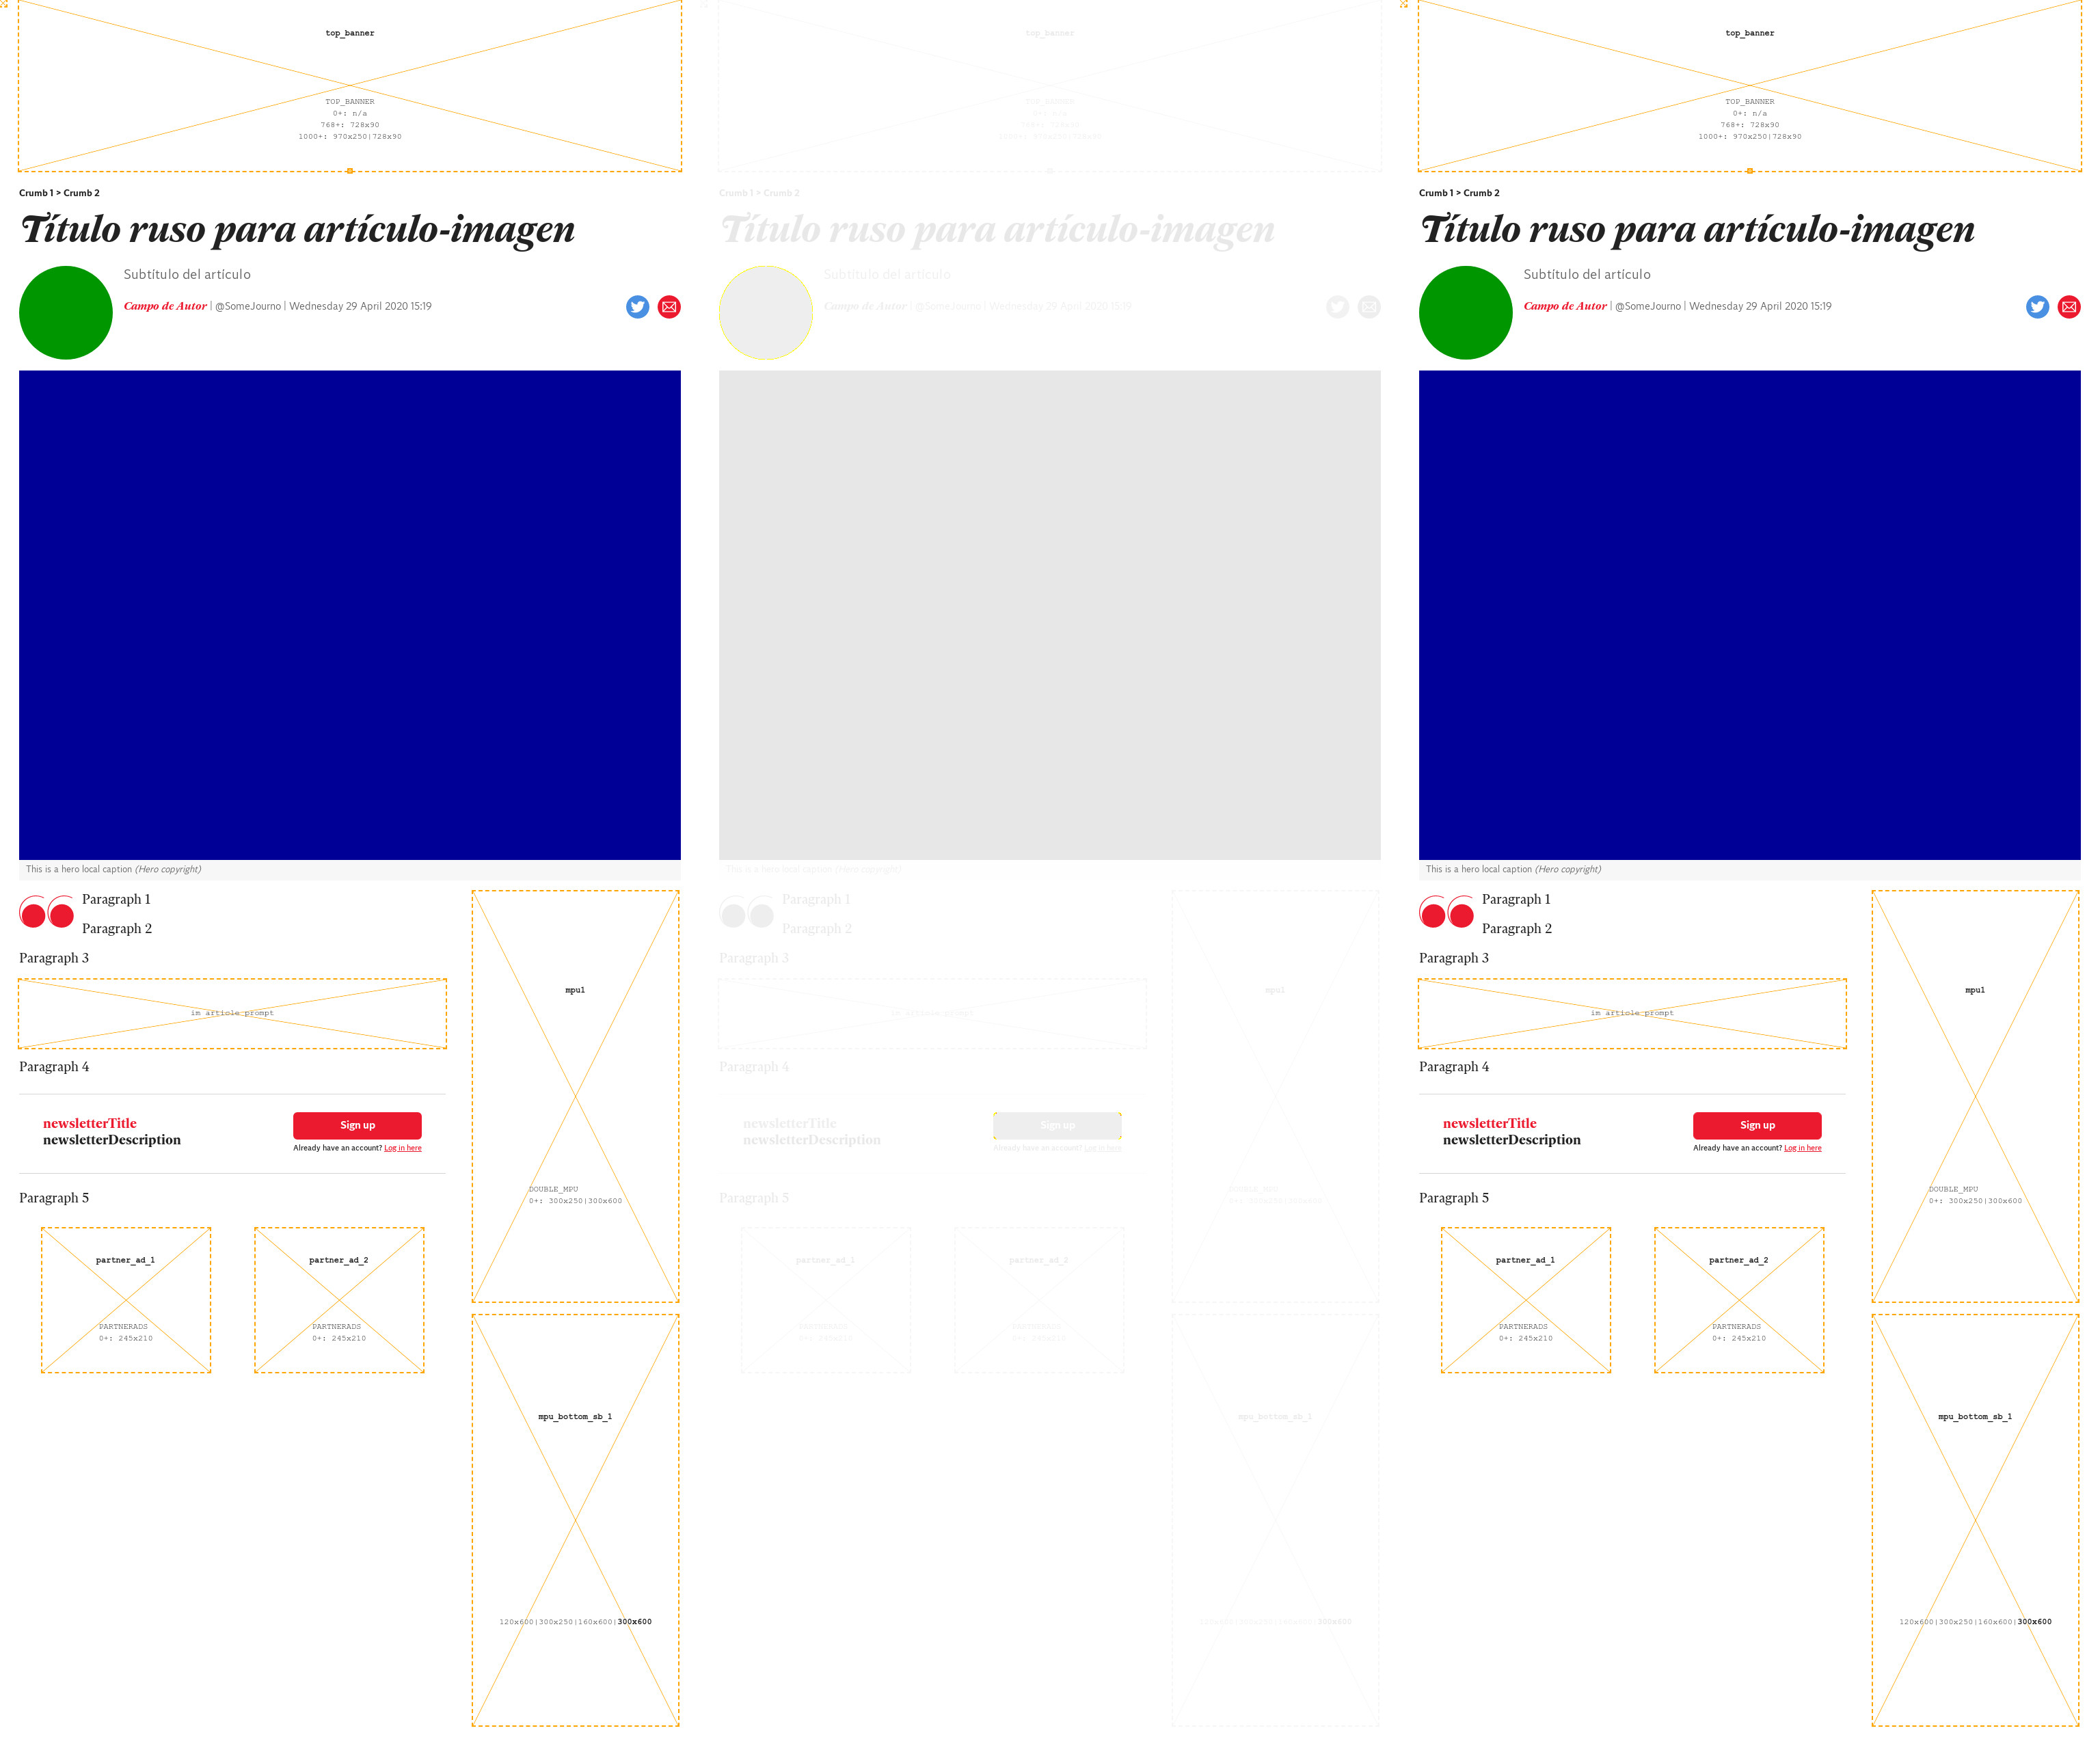 top_banner
TOP_BANNER
0+: n/a
768+: 728x90
1000+: 970x250|728x90
Crumb 1 > Crumb 2
Título ruso para artículo-imagen
Subtítulo del artículo
Campo de Autor | @SomeJourno | Wednesday 29 April 2020 15:19
This is a hero local caption (Hero copyright)
Paragraph 1
Paragraph 2
Paragraph 3
im article prompt
Paragraph 4
newsletterTitle
newsletterDescription
Sign up
Already have an account? Log in here
Paragraph 5
partner_ad_1
PARTNERADS
0+: 245x210
partner_ad_2
PARTNERADS
0+: 245x210
mpu1
DOUBLE_MPU
0+: 300x250|300x600
mpu_bottom_sb_1
120x600|300x250|160x600|300x600
top_banner
TOP_BANNER
0+: n/a
768+: 728x90
1000+: 970x250|728x90
Crumb 1 > Crumb 2
Título ruso para artículo-imagen
Subtítulo del artículo
Campo de Autor | @SomeJourno | Wednesday 29 April 2020 15:19
This is a hero local caption (Hero copyright)
Paragraph 1
Paragraph 2
Paragraph 3
im article prompt
Paragraph 4
newsletterTitle
newsletterDescription
Sign up
Already have an account? Log in here
Paragraph 5
partner_ad_1
PARTNERADS
0+: 245x210
partner_ad_2
PARTNERADS
0+: 245x210
mpu1
DOUBLE_MPU
0+: 300x250|300x600
mpu_bottom_sb_1
120x600|300x250|160x600|300x600
top_banner
TOP_BANNER
0+: n/a
768+: 728x90
1000+: 970x250|728x90
Crumb 1 > Crumb 2
Título ruso para artículo-imagen
Subtítulo del artículo
Campo de Autor | @SomeJourno | Wednesday 29 April 2020 15:19
This is a hero local caption (Hero copyright)
Paragraph 1
Paragraph 2
Paragraph 3
im article prompt
Paragraph 4
newsletterTitle
newsletterDescription
Sign up
Already have an account? Log in here
Paragraph 5
partner_ad_1
PARTNERADS
0+: 245x210
partner_ad_2
PARTNERADS
0+: 245x210
mpu1
DOUBLE_MPU
0+: 300x250|300x600
mpu_bottom_sb_1
120x600|300x250|160x600|300x600